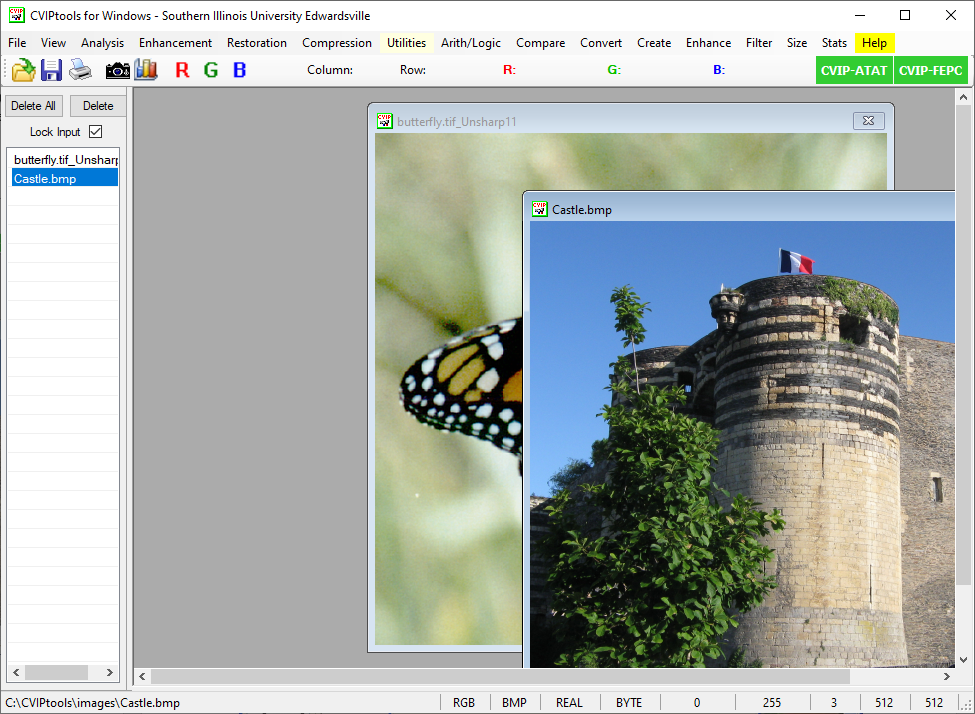 CVIPtools for Windows - Southern Illinois University Edwardsville
File View Analysis Enhancement Restoration Compression Utilities Arith/Logic Compare Convert Create Enhance Filter Size Stats Help
R G B Column: Row: R: G: B: CVIP-ATAT CVIP-FEPC
Delete All Delete
Lock Input
butterfly.tif_Unsharp
Castle.bmp
butterfly.tif_Unsharp11
Castle.bmp
C:\CVIPtools\images\Castle.bmp RGB BMP REAL BYTE 0 255 3 512 512